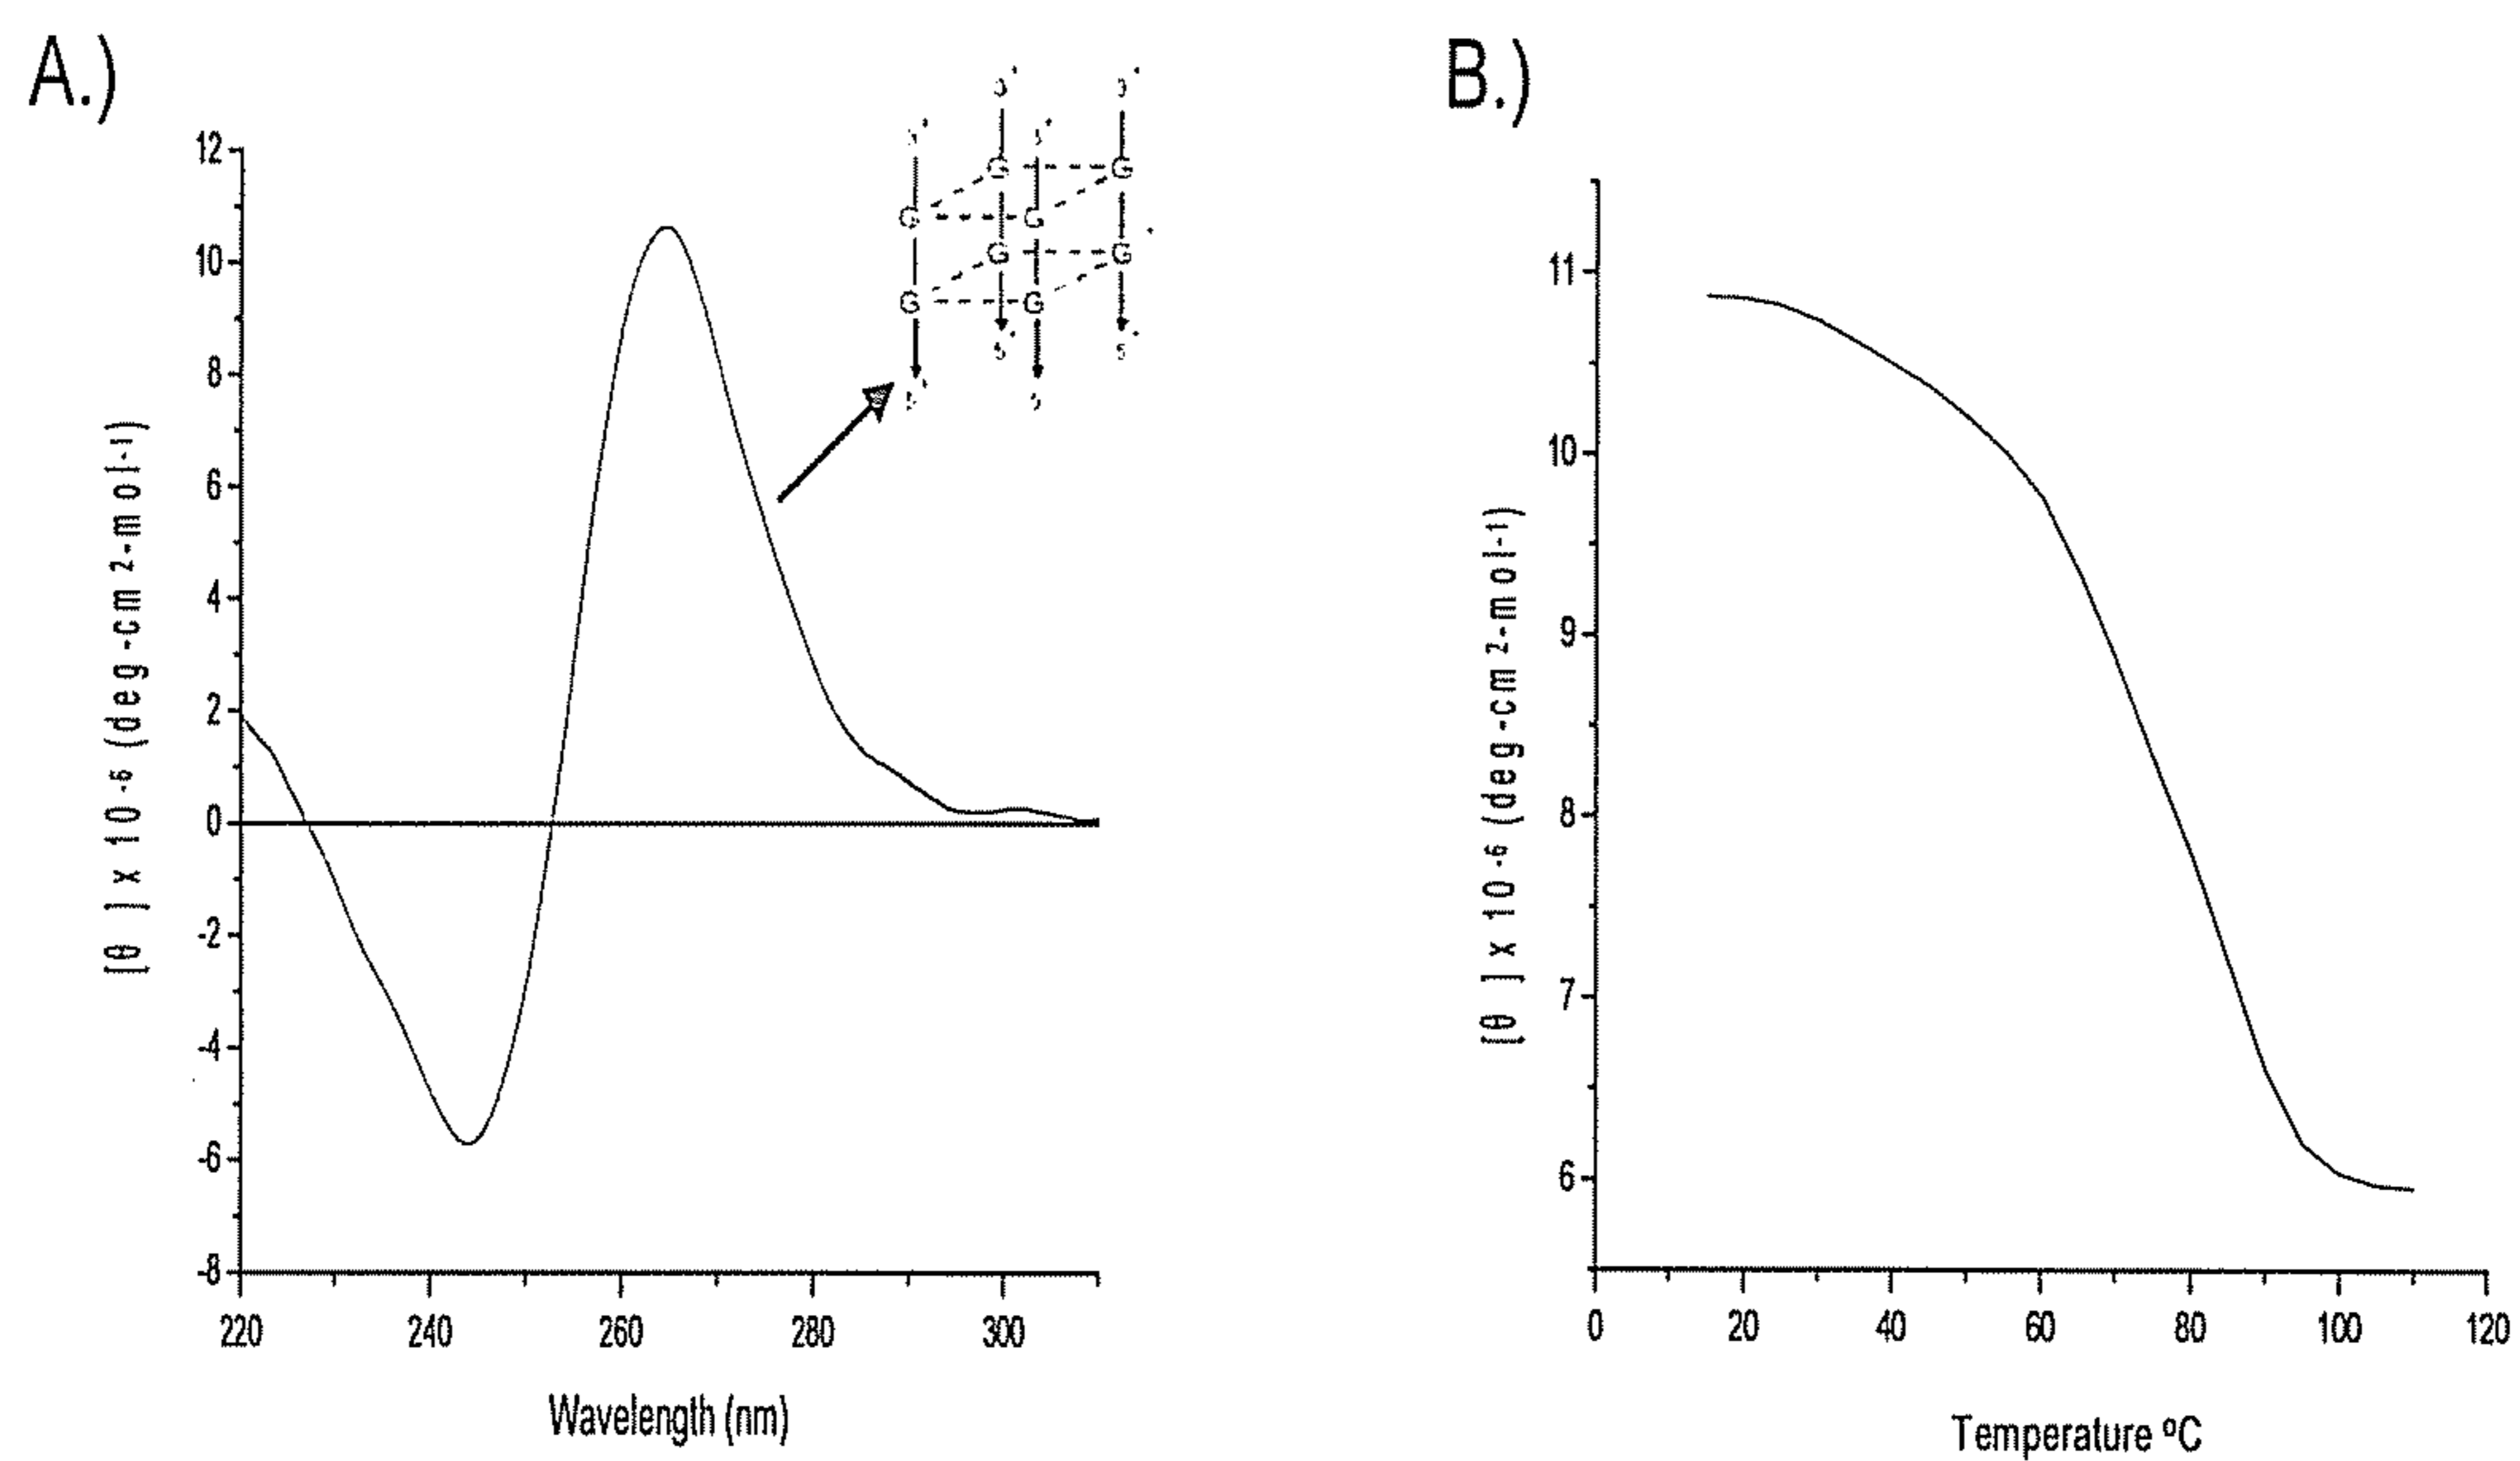 A.)
12
10
8
6
4
2
0
-2
-4
-6
-8
[θ] x 10-6 (deg-cm2-mol-1)
220 240 260 280 300
Wavelength (nm)
G G
G G
G G
G G
B.)
11
10
9
8
7
6
[θ] x 10-6 (deg-cm2-mol-1)
0 20 40 60 80 100 120
Temperature ºC